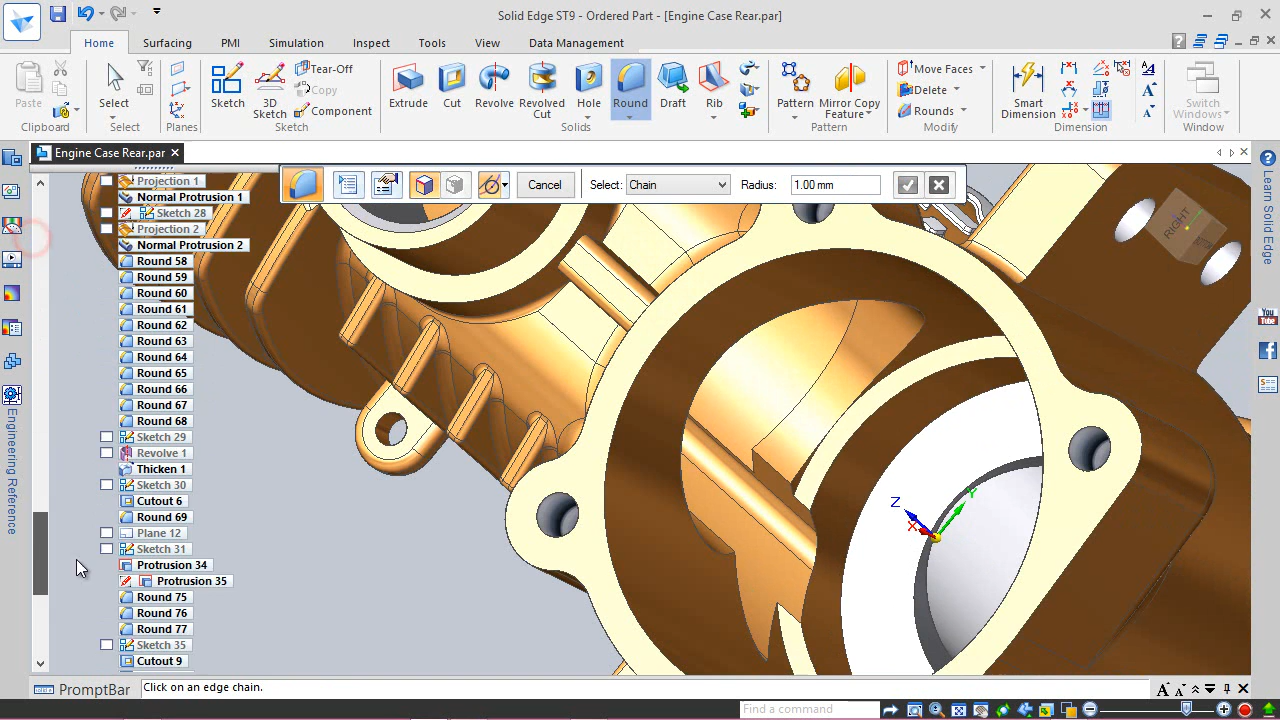 Solid Edge ST9 - Ordered Part - [Engine Case Rear.par]
Home
Surfacing
PMI
Simulation
Inspect
Tools
View
Data Management
Paste
Clipboard
Select
Select
Planes
Sketch
3D
Sketch
Tear-Off
Copy
Component
Sketch
Extrude
Cut
Revolve
Revolved
Cut
Hole
Round
Draft
Rib
Solids
Pattern
Mirror Copy
Feature
Pattern
Move Faces
Delete
Rounds
Modify
Smart
Dimension
Dimension
A
A
A
Switch
Windows
Window
Engine Case Rear.par
Cancel
Select:
Chain
Radius:
1.00 mm
Projection 1
Normal Protrusion 1
Sketch 28
Projection 2
Normal Protrusion 2
Round 58
Round 59
Round 60
Round 61
Round 62
Round 63
Round 64
Round 65
Round 66
Round 67
Round 68
Sketch 29
Revolve 1
Thicken 1
Sketch 30
Cutout 6
Round 69
Plane 12
Sketch 31
Protrusion 34
Protrusion 35
Round 75
Round 76
Round 77
Sketch 35
Cutout 9
Engineering Reference
RIGHT
Z
Y
X
Learn Solid Edge
You
Tube
PromptBar
Click on an edge chain.
Find a command